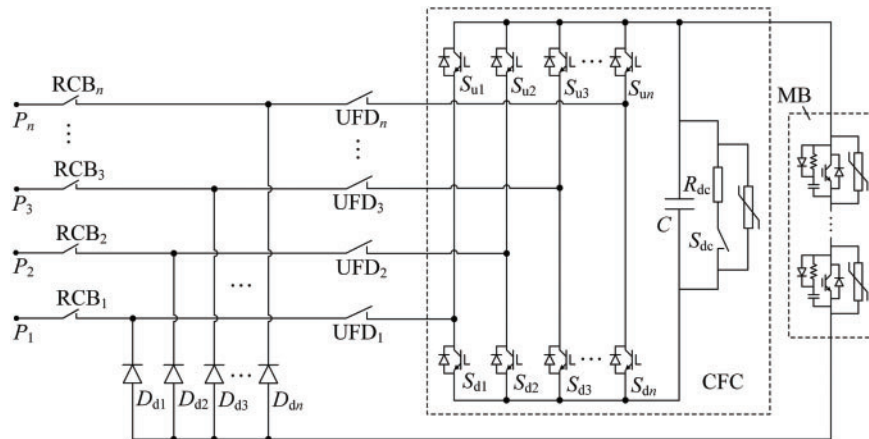 S_u1 S_u2 S_u3 ··· S_un
MB
RCB_n
P_n
UFD_n
RCB_3
P_3
UFD_3
R_dc
C
S_dc
RCB_2
P_2
UFD_2
RCB_1
P_1
UFD_1
S_d1 S_d2 S_d3 ··· S_dn
CFC
D_d1 D_d2 D_d3 ··· D_dn